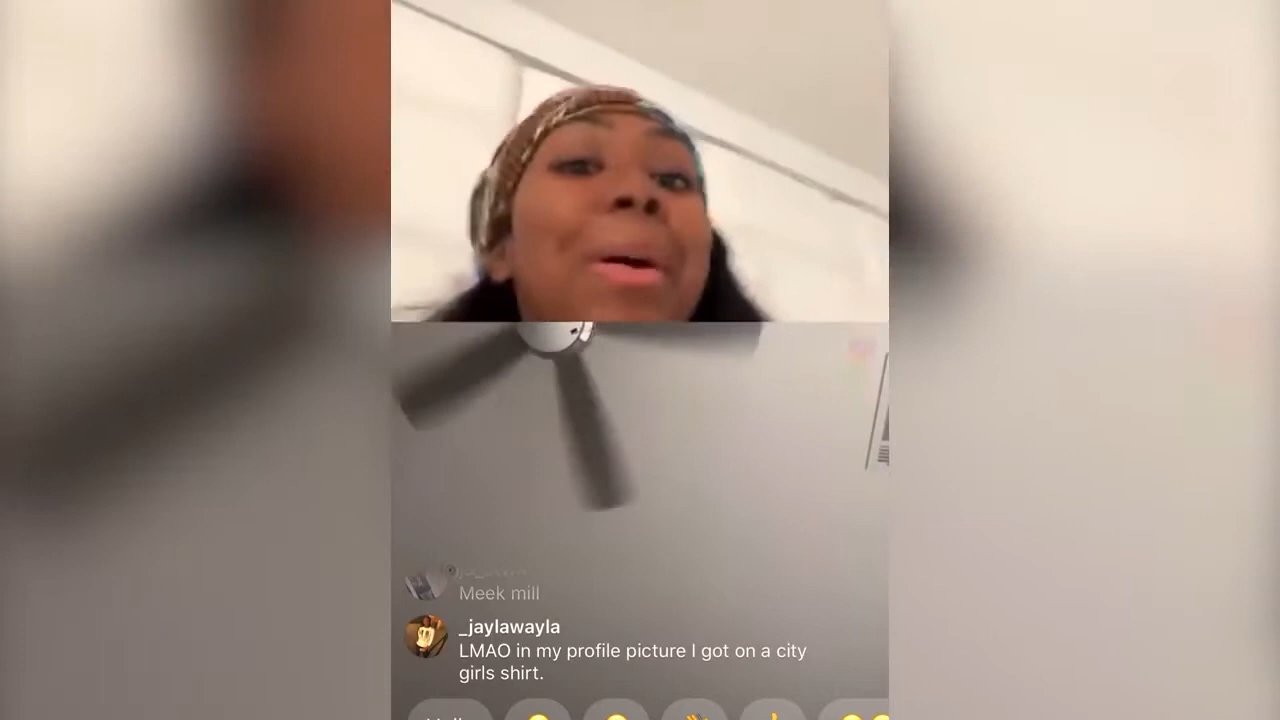 Meek mill
_jaylawayla
LMAO in my profile picture I got on a city
girls shirt.